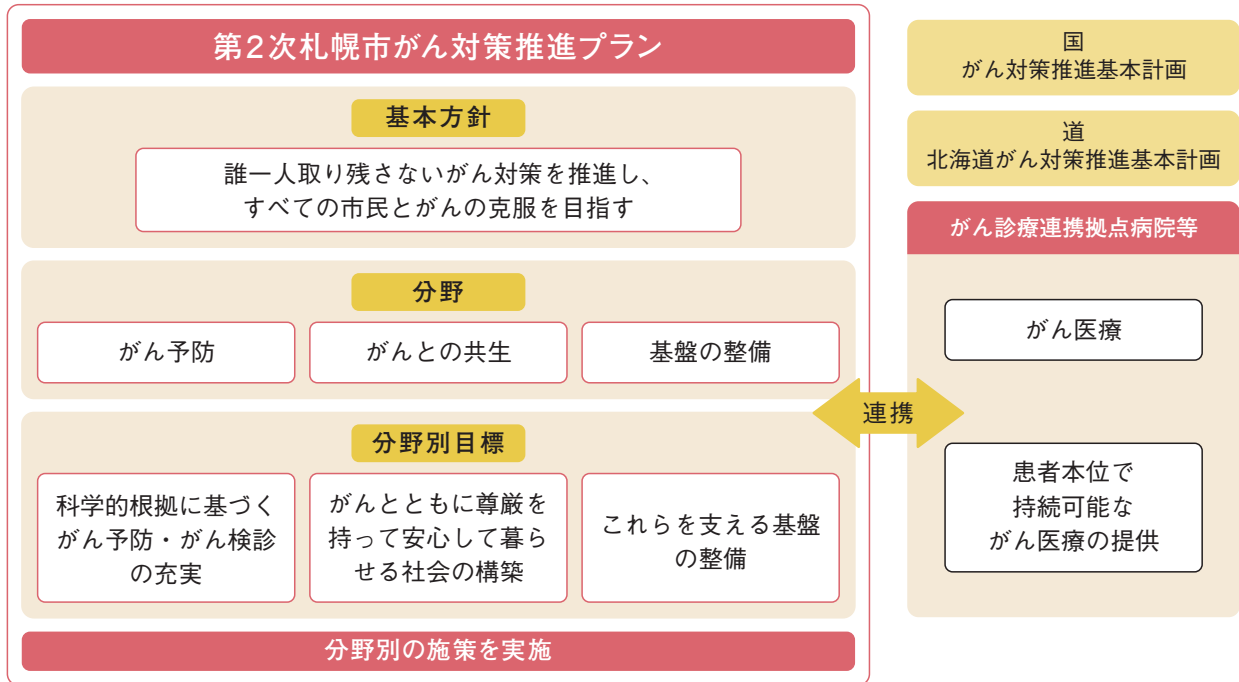 第2次札幌市がん対策推進プラン
基本方針
誰一人取り残さないがん対策を推進し、
すべての市民とがんの克服を目指す
分野
がん予防
がんとの共生
基盤の整備
分野別目標
科学的根拠に基づく
がん予防・がん検診
の充実
がんとともに尊厳を
持って安心して暮ら
せる社会の構築
これらを支える基盤
の整備
分野別の施策を実施
連携
国
がん対策推進基本計画
道
北海道がん対策推進基本計画
がん診療連携拠点病院等
がん医療
患者本位で
持続可能な
がん医療の提供